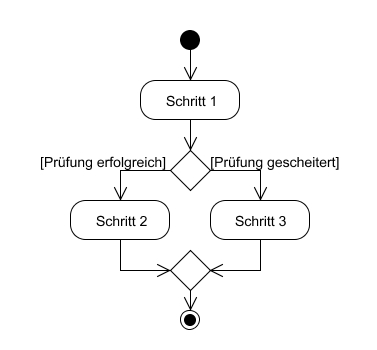 Schritt 1
[Prüfung erfolgreich] [Prüfung gescheitert]
Schritt 2 Schritt 3